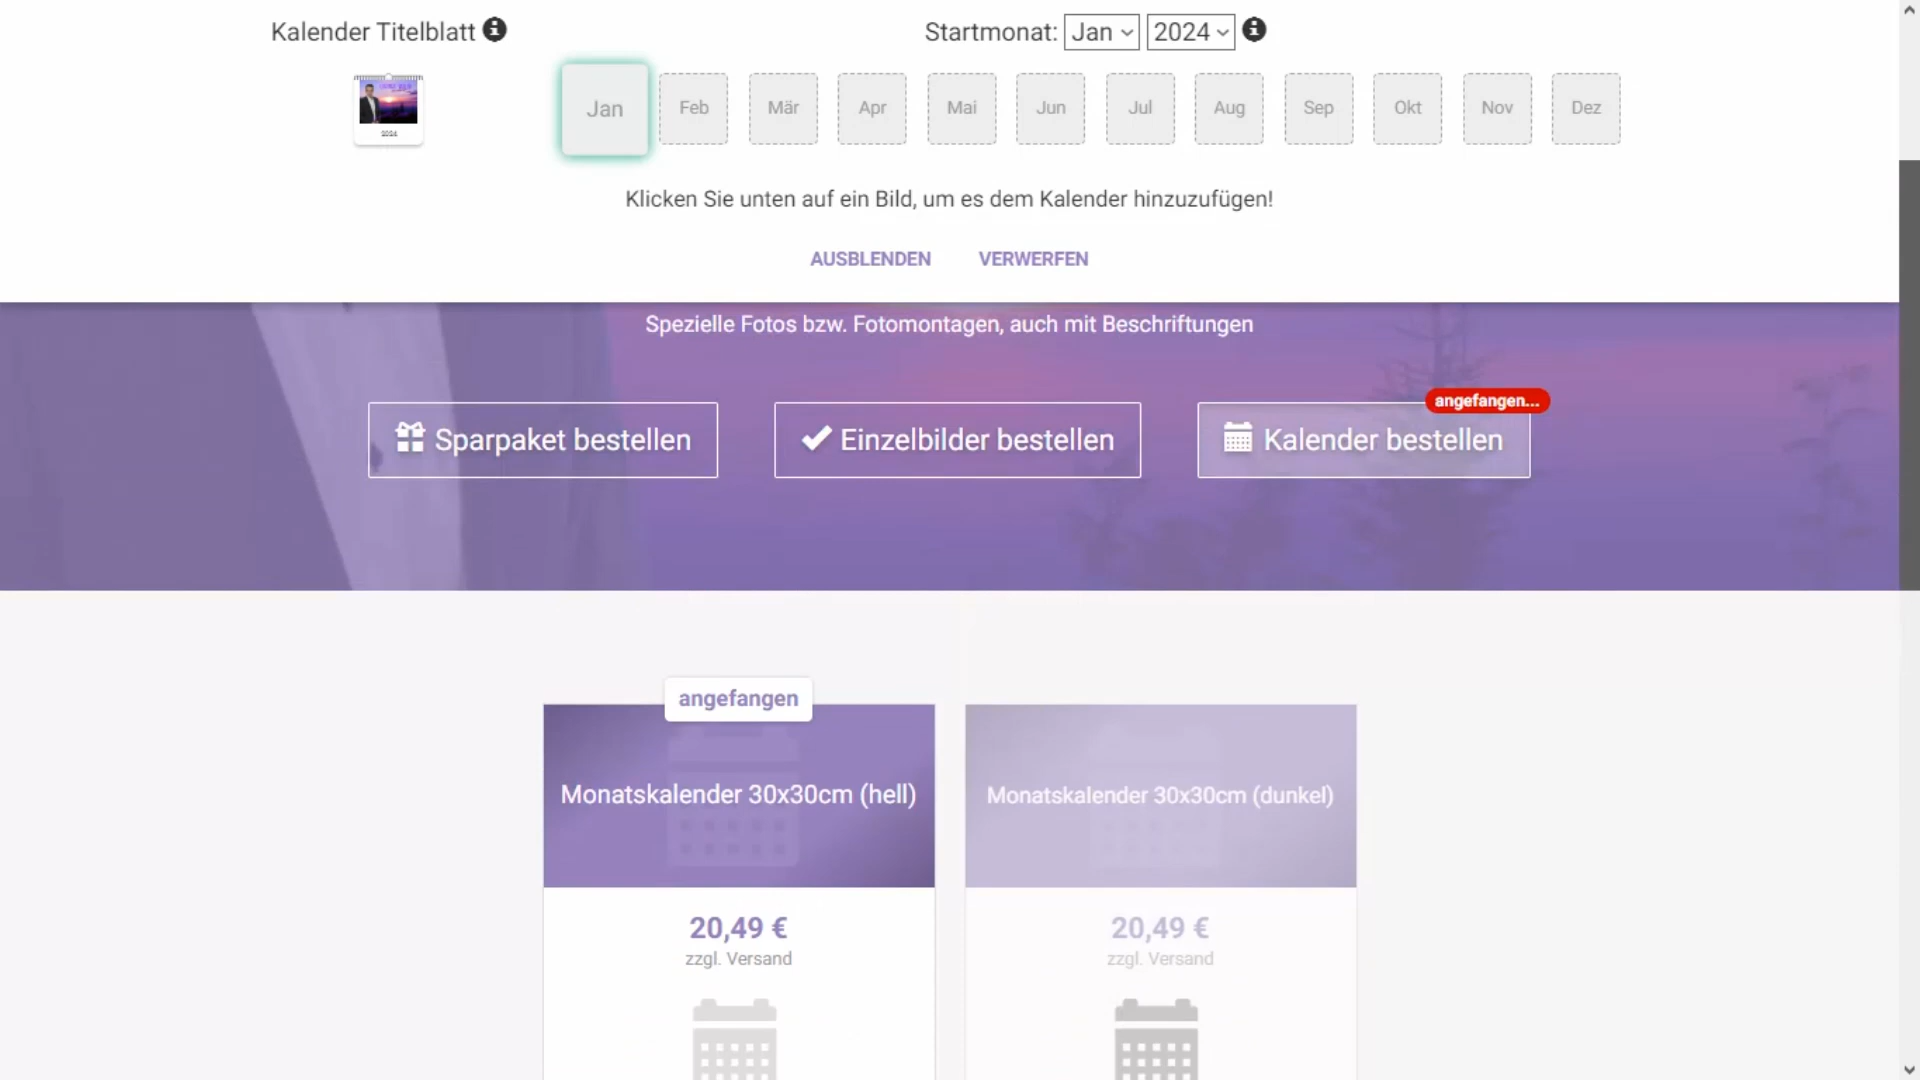 Kalender Titelblatt
Startmonat: Jan 2024
2024
Jan Feb Mär Apr Mai Jun Jul Aug Sep Okt Nov Dez
Klicken Sie unten auf ein Bild, um es dem Kalender hinzuzufügen!
AUSBLENDEN VERWERFEN
Spezielle Fotos bzw. Fotomontagen, auch mit Beschriftungen
angefangen...
Sparpaket bestellen Einzelbilder bestellen Kalender bestellen
angefangen
Monatskalender 30x30cm (hell) Monatskalender 30x30cm (dunkel)
20,49 € 20,49 €
zzgl. Versand zzgl. Versand